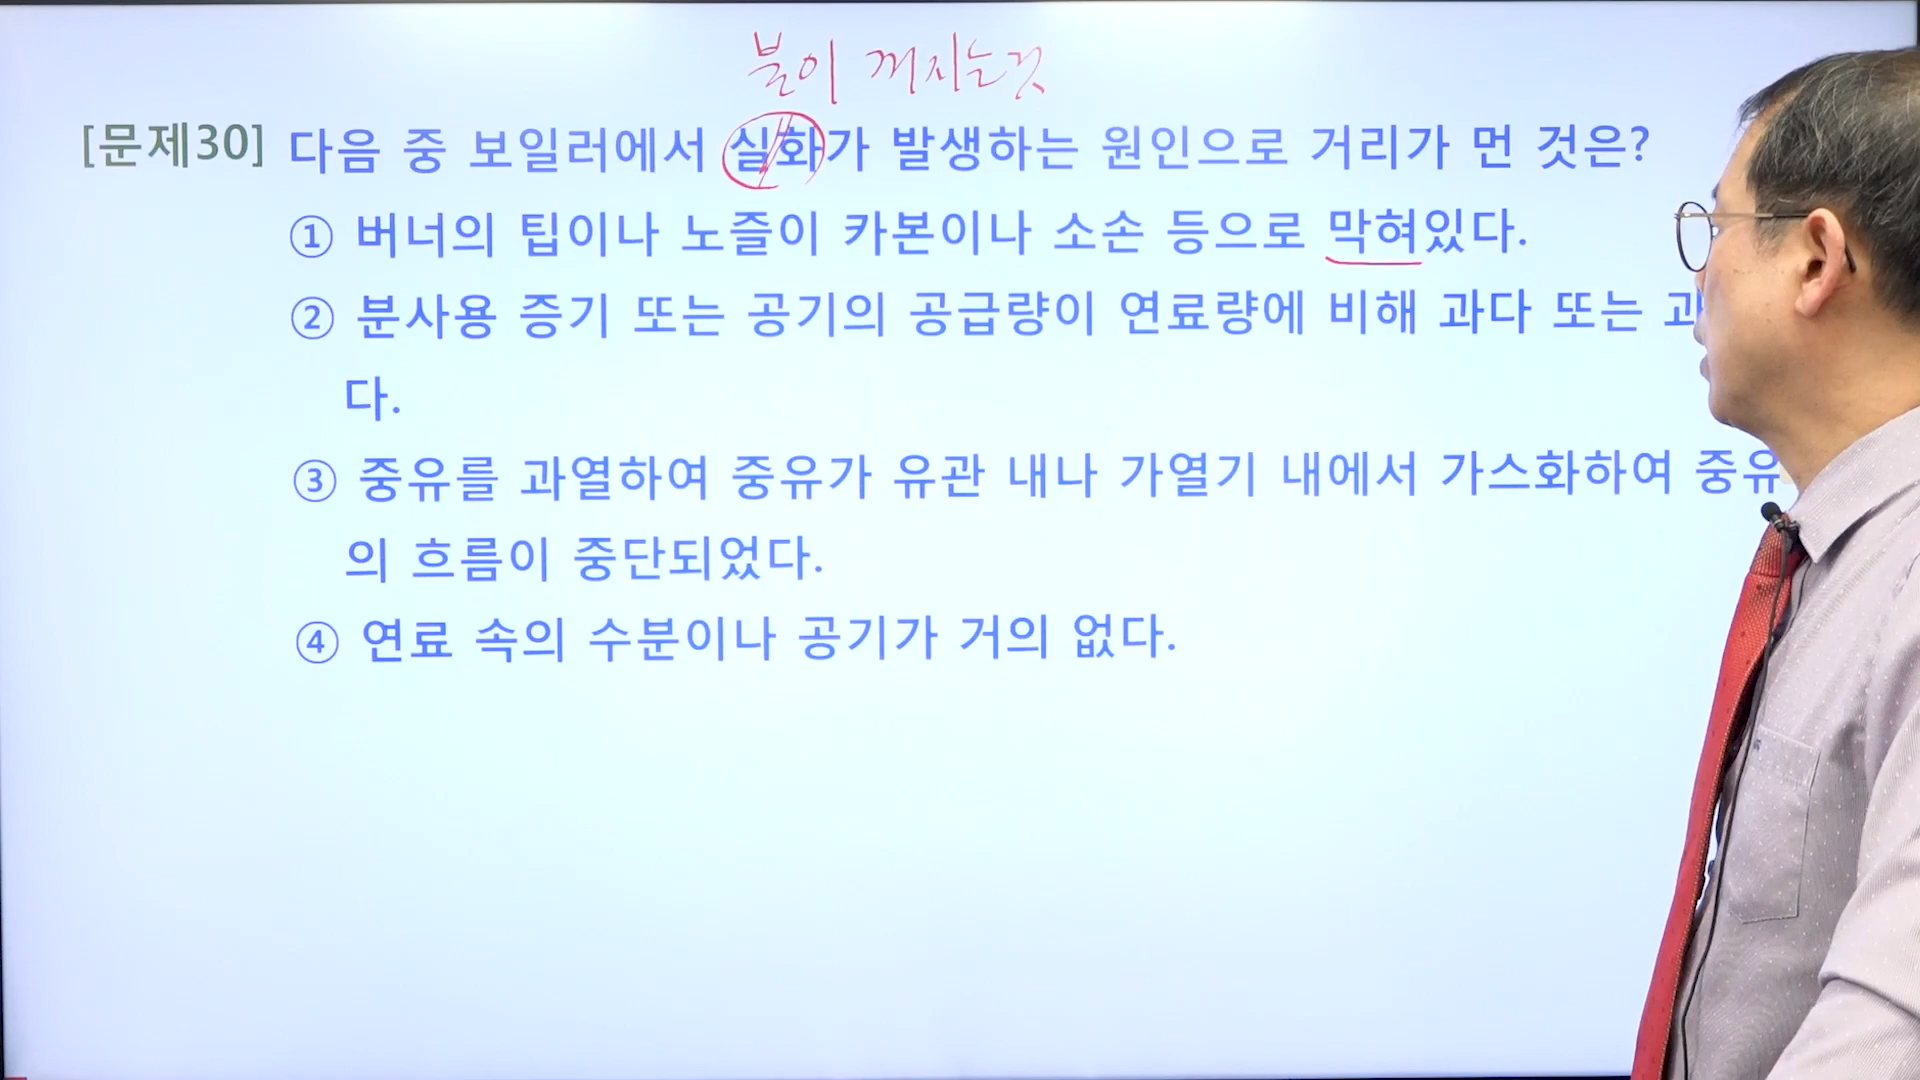 불이 꺼지는것
[문제30] 다음 중 보일러에서 실화가 발생하는 원인으로 거리가 먼 것은?
① 버너의 팁이나 노즐이 카본이나 소손 등으로 막혀있다.
② 분사용 증기 또는 공기의 공급량이 연료량에 비해 과다 또는 과
다.
③ 중유를 과열하여 중유가 유관 내나 가열기 내에서 가스화하여 중유
의 흐름이 중단되었다.
④ 연료 속의 수분이나 공기가 거의 없다.